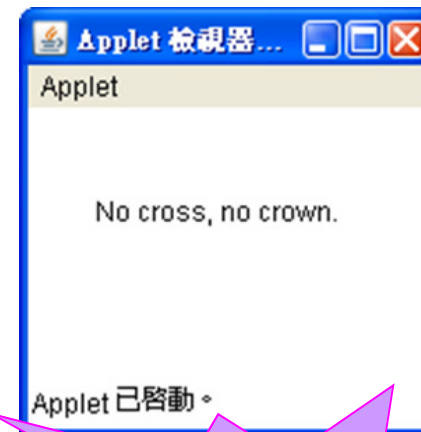 Applet 檢視器...
Applet
No cross, no crown.
Applet 已啓動。